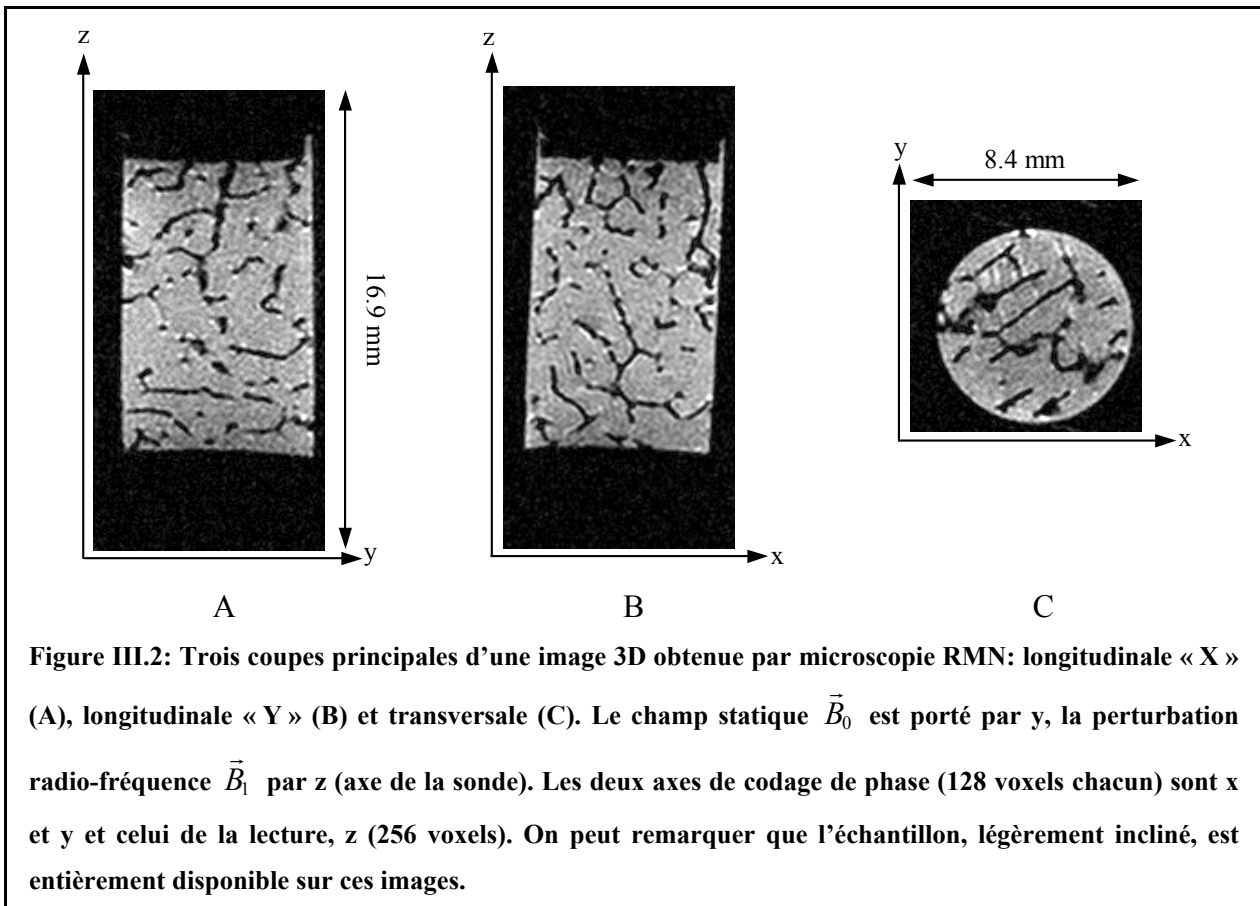 z
z
y
8.4 mm
16.9 mm
x
y
x
A
B
C
Figure III.2: Trois coupes principales d’une image 3D obtenue par microscopie RMN: longitudinale « X »
(A), longitudinale « Y » (B) et transversale (C). Le champ statique B⃗₀ est porté par y, la perturbation
radio-fréquence B⃗₁ par z (axe de la sonde). Les deux axes de codage de phase (128 voxels chacun) sont x
et y et celui de la lecture, z (256 voxels). On peut remarquer que l’échantillon, légèrement incliné, est
entièrement disponible sur ces images.